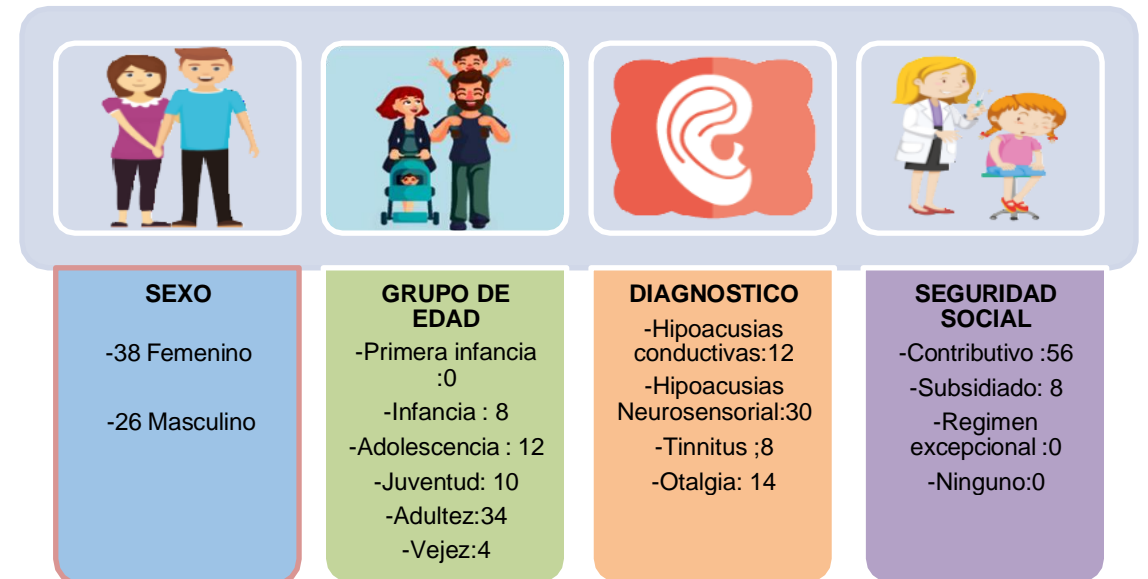 SEXO
-38 Femenino
-26 Masculino
GRUPO DE
EDAD
-Primera infancia
:0
-Infancia : 8
-Adolescencia : 12
-Juventud: 10
-Adultez:34
-Vejez:4
DIAGNOSTICO
-Hipoacusias
conductivas:12
-Hipoacusias
Neurosensorial:30
-Tinnitus ;8
-Otalgia: 14
SEGURIDAD
SOCIAL
-Contributivo :56
-Subsidiado: 8
-Regimen
excepcional :0
-Ninguno:0